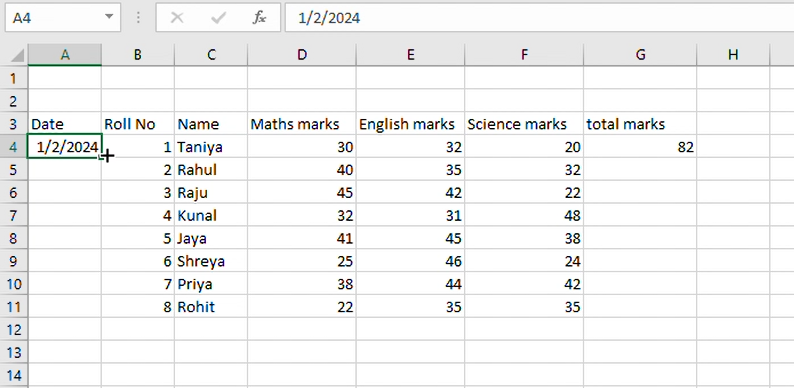 A4 fx 1/2/2024
A B C D E F G H
1
2
3 Date Roll No Name Maths marks English marks Science marks total marks
4 1/2/2024 1 Taniya 30 32 20 82
5 2 Rahul 40 35 32
6 3 Raju 45 42 22
7 4 Kunal 32 31 48
8 5 Jaya 41 45 38
9 6 Shreya 25 46 24
10 7 Priya 38 44 42
11 8 Rohit 22 35 35
12
13
14